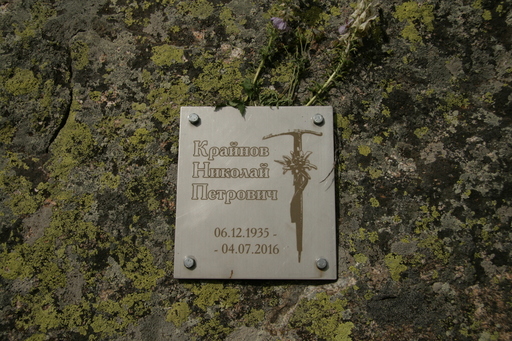 Крайнов
Николай
Петрович
06.12.1935 -
- 04.07.2016